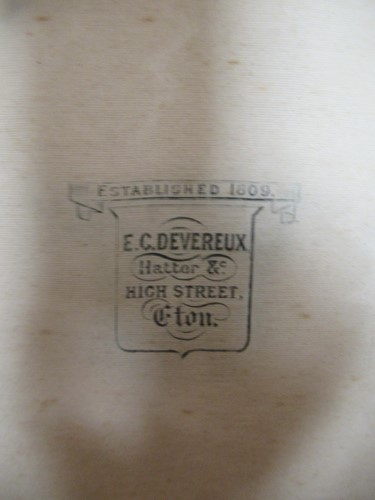 ESTABLISHED 1809.
E.C. DEVEREUX
Hatter &c
HIGH STREET,
Eton.